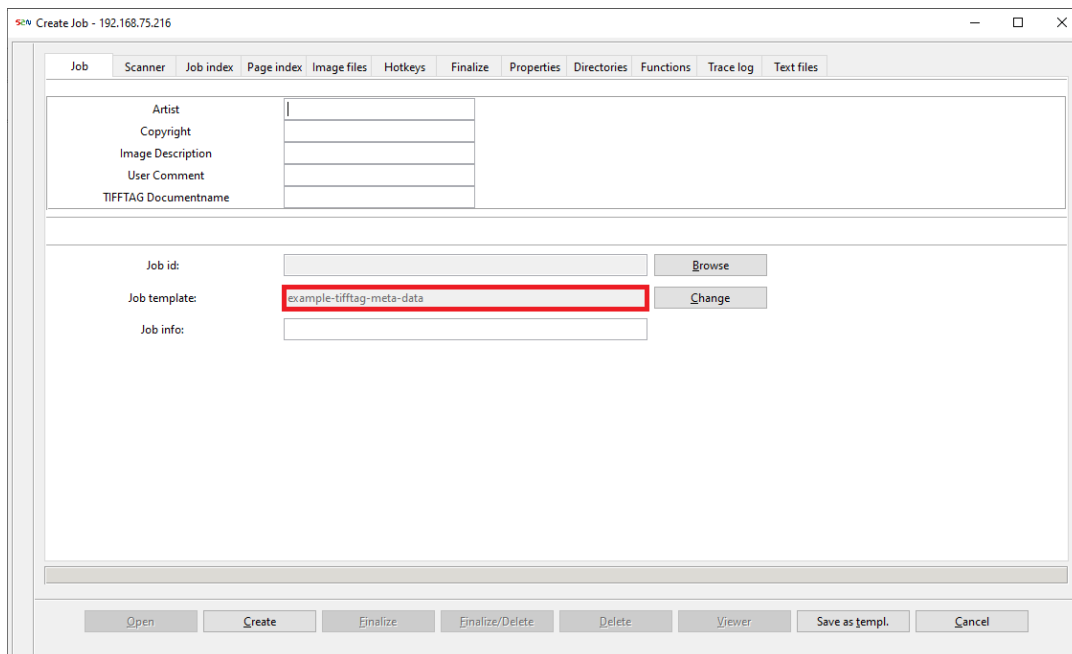 S2N Create Job - 192.168.75.216
Job Scanner Job index Page index Image files Hotkeys Finalize Properties Directories Functions Trace log Text files
Artist
Copyright
Image Description
User Comment
TIFFTAG Documentname
Job id: Browse
Job template: example-tifftag-meta-data Change
Job info:
Open Create Finalize Finalize/Delete Delete Viewer Save as templ. Cancel